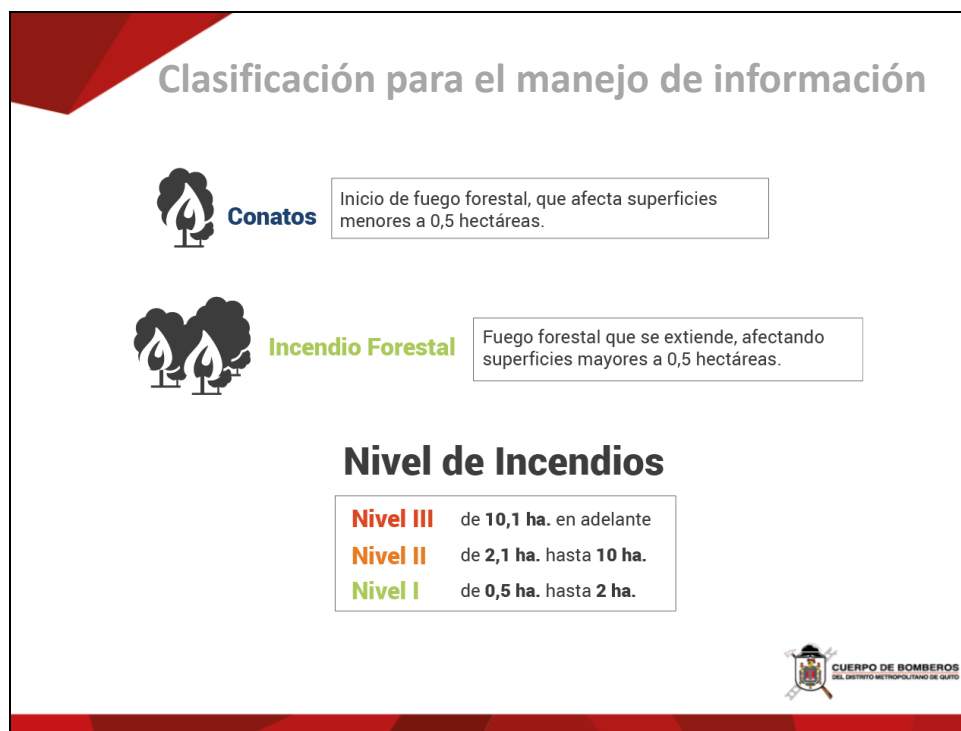 Clasificación para el manejo de información
Conatos
Inicio de fuego forestal, que afecta superficies
menores a 0,5 hectáreas.
Incendio Forestal
Fuego forestal que se extiende, afectando
superficies mayores a 0,5 hectáreas.
Nivel de Incendios
Nivel III de 10,1 ha. en adelante
Nivel II de 2,1 ha. hasta 10 ha.
Nivel I de 0,5 ha. hasta 2 ha.
CUERPO DE BOMBEROS
DEL DISTRITO METROPOLITANO DE QUITO